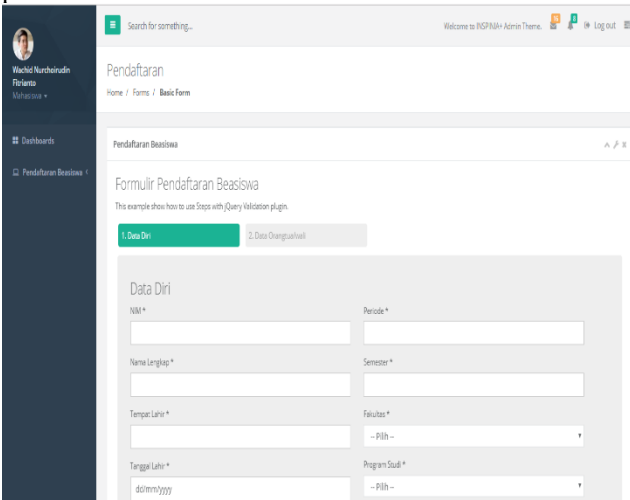 Search for something...
Welcome to INSPINIA+ Admin Theme.
Log out
Wachid Nurchoirudin
Fitrianto
Mahasiswa
Dashboards
Pendaftaran Beasiswa
Pendaftaran
Home / Forms / Basic Form
Pendaftaran Beasiswa
Formulir Pendaftaran Beasiswa
This example show how to use Steps with jQuery Validation plugin.
1. Data Diri
2. Data Orangtua/wali
Data Diri
NIM *
Periode *
Nama Lengkap *
Semester *
Tempat Lahir *
Fakultas *
-- Pilih --
Tanggal Lahir *
Program Studi *
dd/mm/yyyy
-- Pilih --